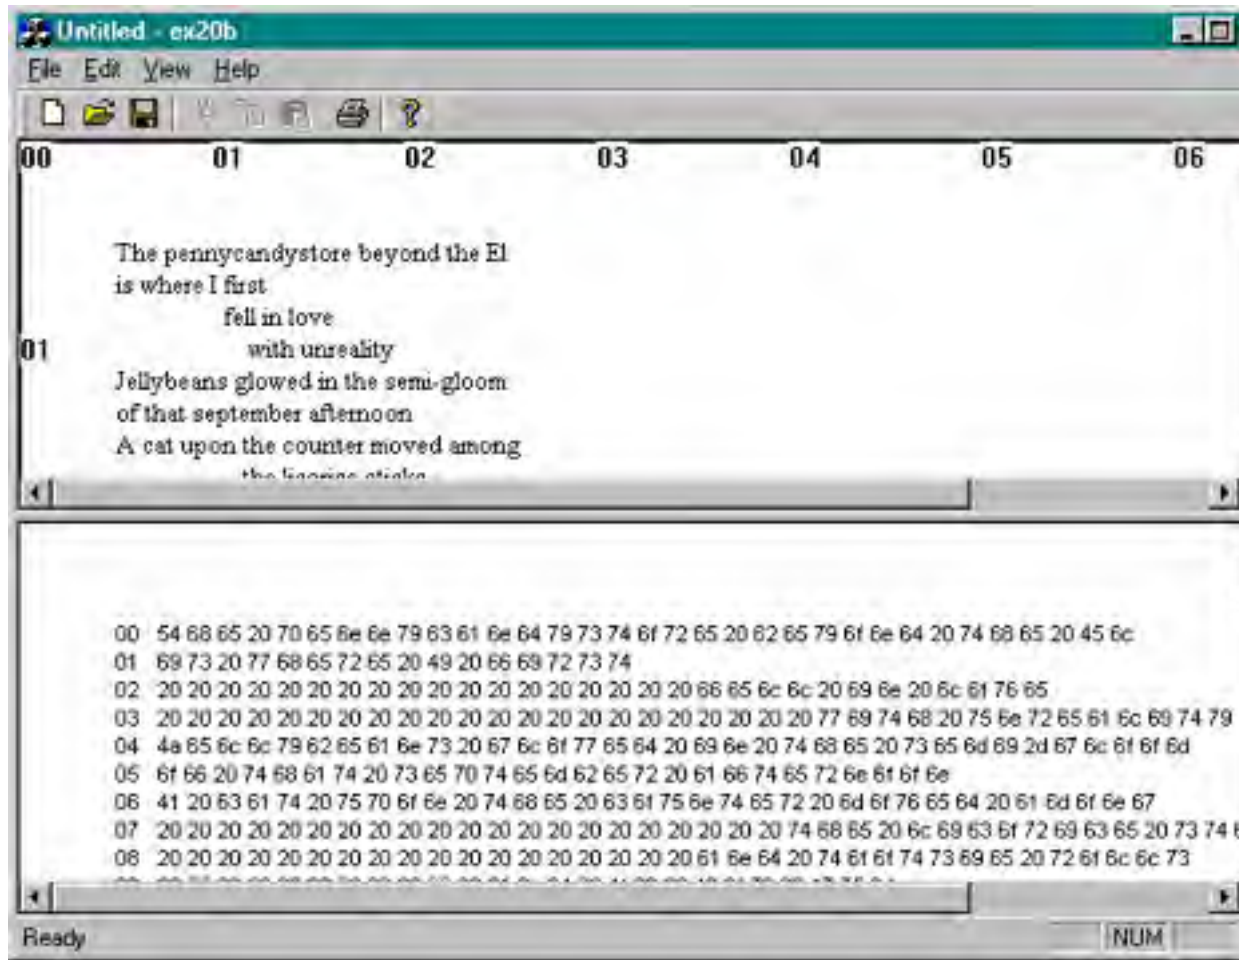 Untitled - ex20b
File Edit View Help
00 01 02 03 04 05 06
The pennycandystore beyond the El
is where I first
fell in love
01
with unreality
Jellybeans glowed in the semi-gloom
of that september afternoon
A cat upon the counter moved among
the licorice sticks
00 54 68 65 20 70 65 6e 6e 79 63 61 6e 64 79 73 74 6f 72 65 20 62 65 79 6f 6e 64 20 74 68 65 20 45 6c
01 69 73 20 77 68 65 72 65 20 49 20 66 69 72 73 74
02 20 20 20 20 20 20 20 20 20 20 20 20 20 20 20 20 20 20 66 65 6c 6c 20 69 6e 20 6c 6f 76 65
03 20 20 20 20 20 20 20 20 20 20 20 20 20 20 20 20 20 20 20 20 20 20 77 69 74 68 20 75 6e 72 65 61 6c 69 74 79
04 4a 65 6c 6c 79 62 65 61 6e 73 20 67 6c 6f 77 65 64 20 69 6e 20 74 68 65 20 73 65 6d 69 2d 67 6c 6f 6f 6d
05 6f 66 20 74 68 61 74 20 73 65 70 74 65 6d 62 65 72 20 61 66 74 65 72 6e 6f 6f 6e
06 41 20 63 61 74 20 75 70 6f 6e 20 74 68 65 20 63 6f 75 6e 74 65 72 20 6d 6f 76 65 64 20 61 6d 6f 6e 67
07 20 20 20 20 20 20 20 20 20 20 20 20 20 20 20 20 20 20 20 20 20 74 68 65 20 6c 69 63 6f 72 69 63 65 20 73 74
08 20 20 20 20 20 20 20 20 20 20 20 20 20 20 20 20 20 20 61 6e 64 20 74 6f 6f 74 73 69 65 20 72 6f 6c 6c 73
Ready NUM